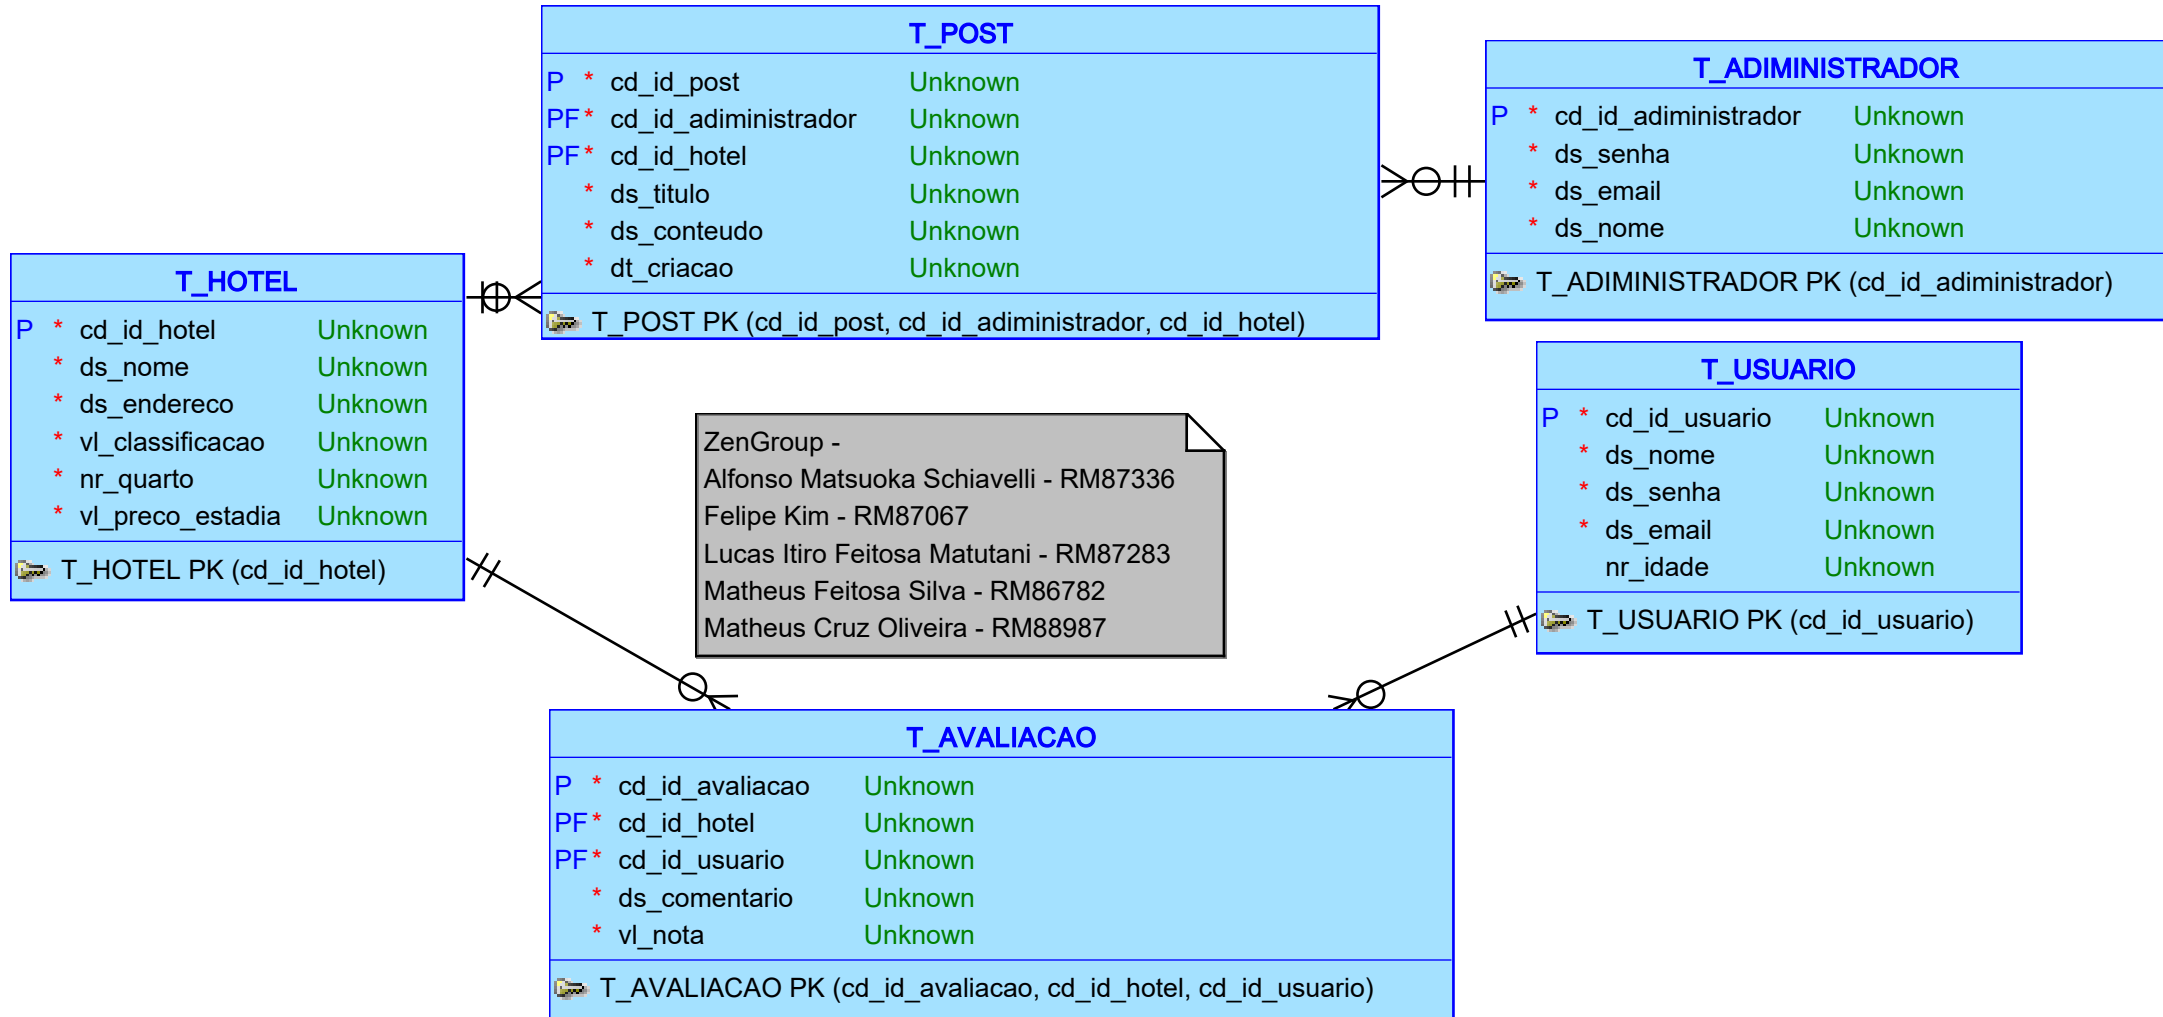 T_POST
P * cd_id_post Unknown
PF * cd_id_adiministrador Unknown
PF * cd_id_hotel Unknown
* ds_titulo Unknown
* ds_conteudo Unknown
* dt_criacao Unknown
T_POST PK (cd_id_post, cd_id_adiministrador, cd_id_hotel)
T_ADIMINISTRADOR
P * cd_id_adiministrador Unknown
* ds_senha Unknown
* ds_email Unknown
* ds_nome Unknown
T_ADIMINISTRADOR PK (cd_id_adiministrador)
T_HOTEL
P * cd_id_hotel Unknown
* ds_nome Unknown
* ds_endereco Unknown
* vl_classificacao Unknown
* nr_quarto Unknown
* vl_preco_estadia Unknown
T_HOTEL PK (cd_id_hotel)
ZenGroup -
Alfonso Matsuoka Schiavelli - RM87336
Felipe Kim - RM87067
Lucas Itiro Feitosa Matutani - RM87283
Matheus Feitosa Silva - RM86782
Matheus Cruz Oliveira - RM88987
T_USUARIO
P * cd_id_usuario Unknown
* ds_nome Unknown
* ds_senha Unknown
* ds_email Unknown
nr_idade Unknown
T_USUARIO PK (cd_id_usuario)
T_AVALIACAO
P * cd_id_avaliacao Unknown
PF * cd_id_hotel Unknown
PF * cd_id_usuario Unknown
* ds_comentario Unknown
* vl_nota Unknown
T_AVALIACAO PK (cd_id_avaliacao, cd_id_hotel, cd_id_usuario)